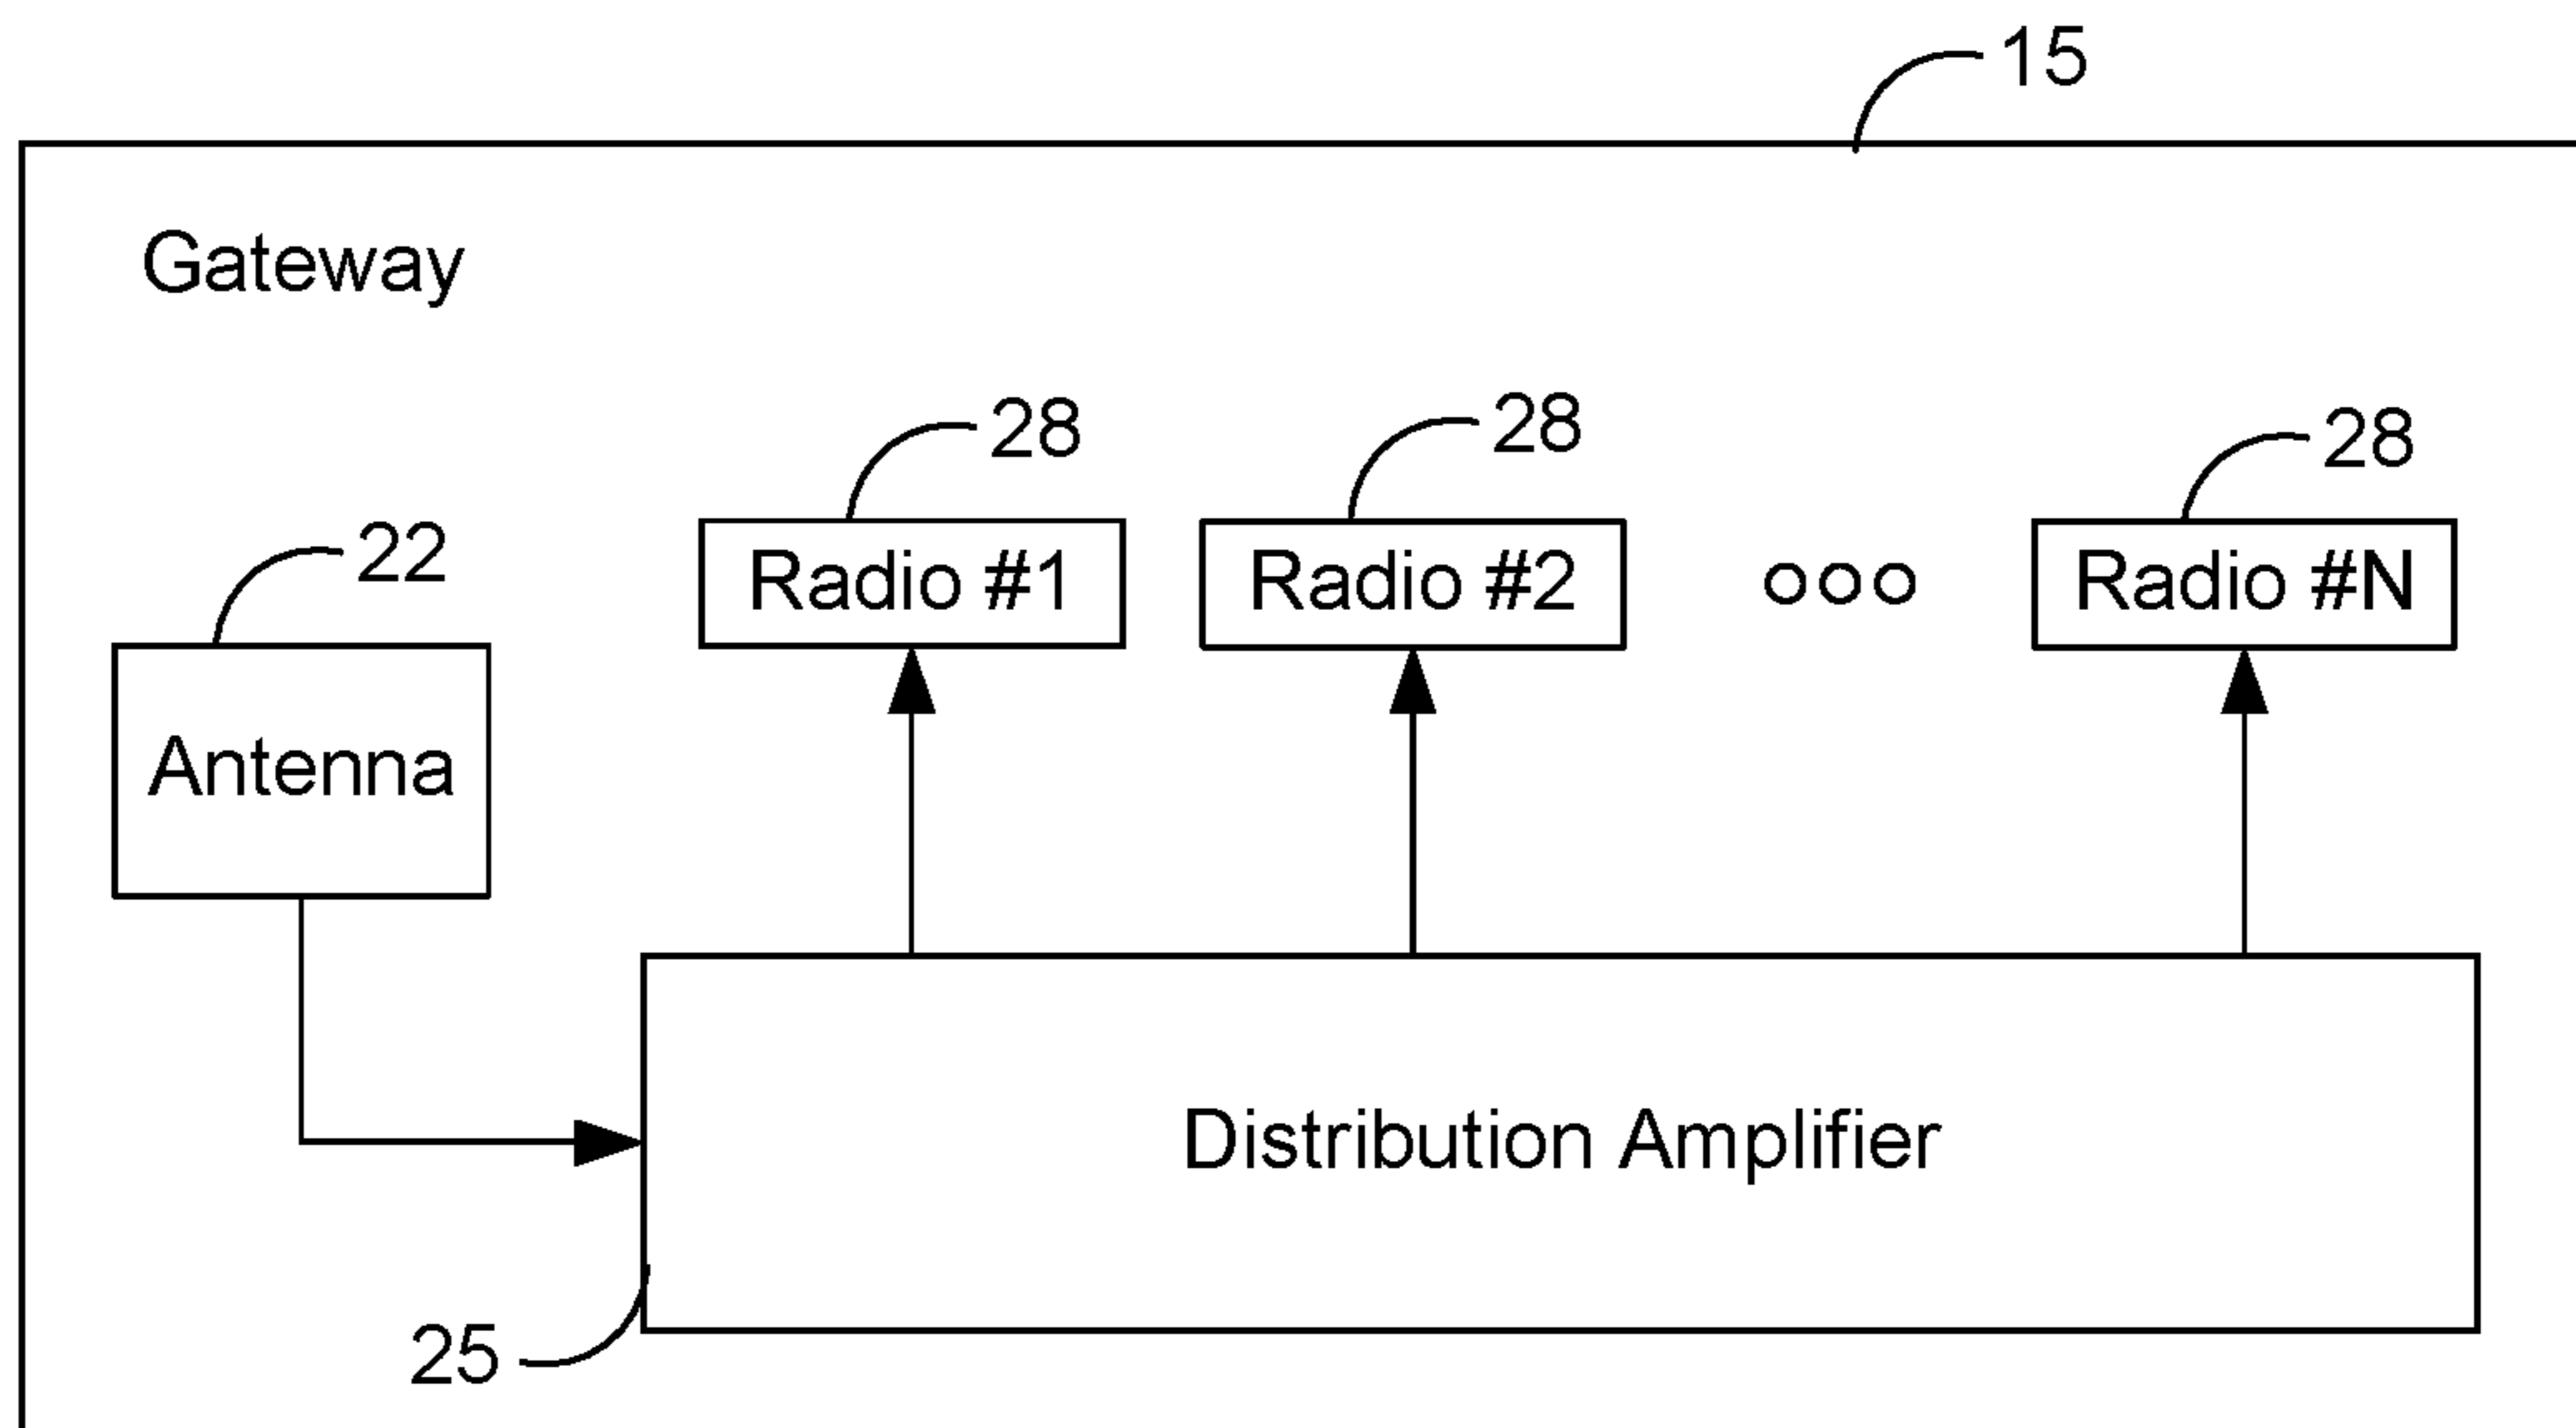 15
Gateway
28
28
28
22
Radio #1
Radio #2
Radio #N
Antenna
Distribution Amplifier
25